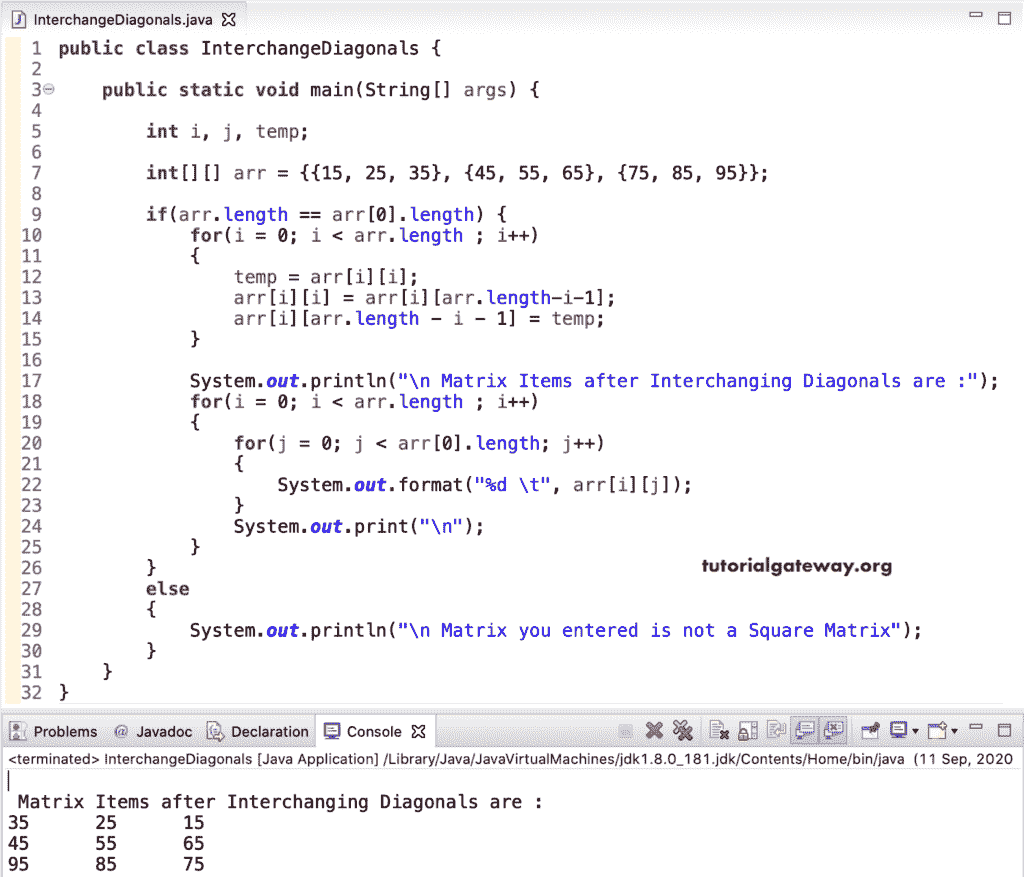 InterchangeDiagonals.java
1 public class InterchangeDiagonals {
2
3 public static void main(String[] args) {
4
5 int i, j, temp;
6
7 int[][] arr = {{15, 25, 35}, {45, 55, 65}, {75, 85, 95}};
8
9 if(arr.length == arr[0].length) {
10 for(i = 0; i < arr.length ; i++)
11 {
12 temp = arr[i][i];
13 arr[i][i] = arr[i][arr.length-i-1];
14 arr[i][arr.length - i - 1] = temp;
15 }
16
17 System.out.println("\n Matrix Items after Interchanging Diagonals are :");
18 for(i = 0; i < arr.length ; i++)
19 {
20 for(j = 0; j < arr[0].length; j++)
21 {
22 System.out.format("%d \t", arr[i][j]);
23 }
24 System.out.print("\n");
25 }
26 }
tutorialgateway.org
27 else
28 {
29 System.out.println("\n Matrix you entered is not a Square Matrix");
30 }
31 }
32 }
Problems @ Javadoc Declaration Console
<terminated> InterchangeDiagonals [Java Application] /Library/Java/JavaVirtualMachines/jdk1.8.0_181.jdk/Contents/Home/bin/java (11 Sep, 2020
Matrix Items after Interchanging Diagonals are :
35 25 15
45 55 65
95 85 75